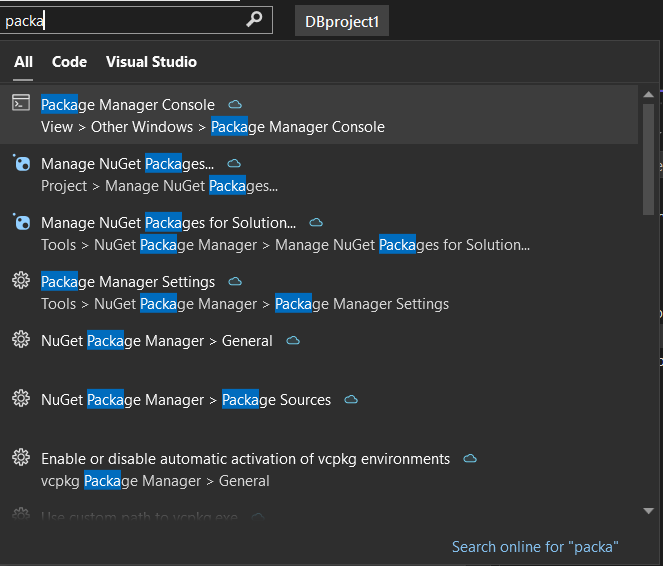 packa
DBproject1
All Code Visual Studio
Package Manager Console
View > Other Windows > Package Manager Console
Manage NuGet Packages...
Project > Manage NuGet Packages...
Manage NuGet Packages for Solution...
Tools > NuGet Package Manager > Manage NuGet Packages for Solution...
Package Manager Settings
Tools > NuGet Package Manager > Package Manager Settings
NuGet Package Manager > General
NuGet Package Manager > Package Sources
Enable or disable automatic activation of vcpkg environments
vcpkg Package Manager > General
Use custom path to vcpkg.exe
Search online for "packa"